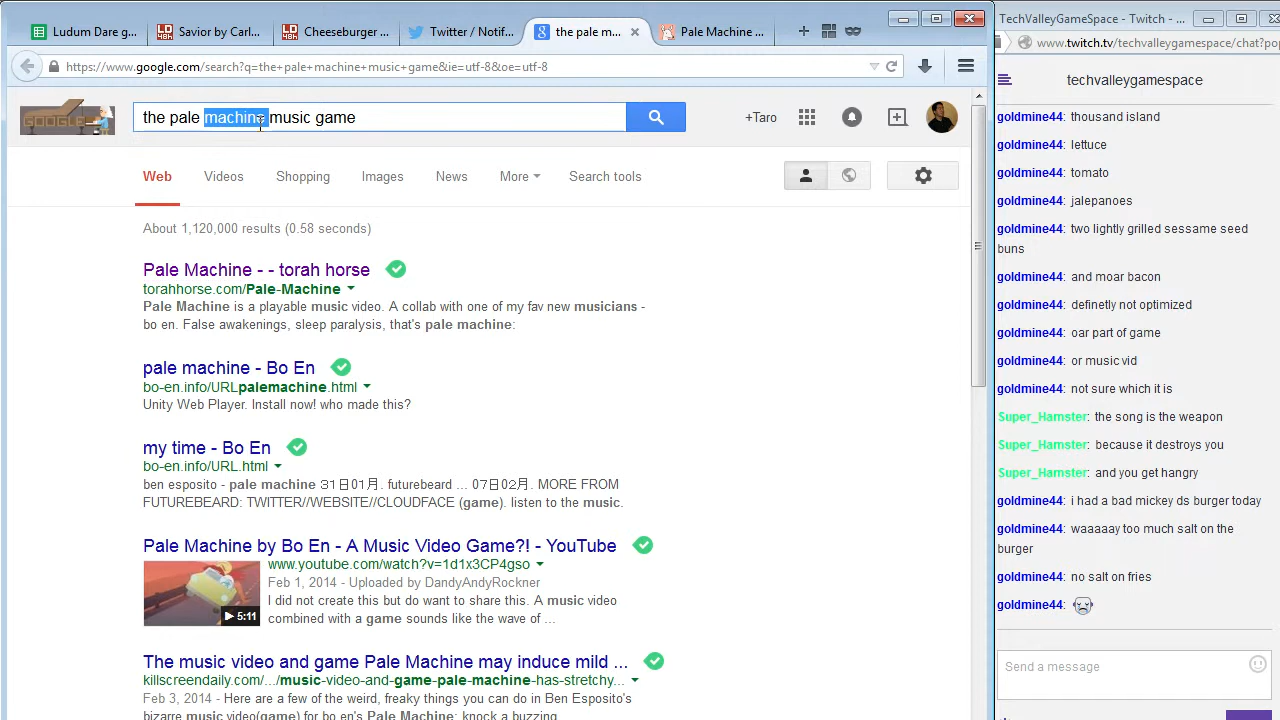 Ludum Dare g...
Savior by Carl...
Cheeseburger ...
Twitter / Notif...
the pale m...
Pale Machine ...
https://www.google.com/search?q=the+pale+machine+music+game&ie=utf-8&oe=utf-8
GOOGLE
the pale machine music game
+Taro
Web
Videos
Shopping
Images
News
More
Search tools
About 1,120,000 results (0.58 seconds)
Pale Machine - - torah horse
torahhorse.com/Pale-Machine
Pale Machine is a playable music video. A collab with one of my fav new musicians -
bo en. False awakenings, sleep paralysis, that's pale machine:
pale machine - Bo En
bo-en.info/URLpalemachine.html
Unity Web Player. Install now! who made this?
my time - Bo En
bo-en.info/URL.html
ben esposito - pale machine 31日01月. futurebeard ... 07日02月. MORE FROM
FUTUREBEARD: TWITTER//WEBSITE//CLOUDFACE (game). listen to the music.
Pale Machine by Bo En - A Music Video Game?! - YouTube
www.youtube.com/watch?v=1d1x3CP4gso
Feb 1, 2014 - Uploaded by DandyAndyRockner
I did not create this but do want to share this. A music video
combined with a game sounds like the wave of ...
5:11
The music video and game Pale Machine may induce mild ...
killscreendaily.com/.../music-video-and-game-pale-machine-has-stretchy...
Feb 3, 2014 - Here are a few of the weird, freaky things you can do in Ben Esposito's
bizarre music video(game) for bo en's Pale Machine: knock a buzzing
TechValleyGameSpace - Twitch - ...
www.twitch.tv/techvalleygamespace/chat?pop
techvalleygamespace
goldmine44: thousand island
goldmine44: lettuce
goldmine44: tomato
goldmine44: jalepanoes
goldmine44: two lightly grilled sessame seed
buns
goldmine44: and moar bacon
goldmine44: definetly not optimized
goldmine44: oar part of game
goldmine44: or music vid
goldmine44: not sure which it is
Super_Hamster: the song is the weapon
Super_Hamster: because it destroys you
Super_Hamster: and you get hangry
goldmine44: i had a bad mickey ds burger today
goldmine44: waaaaay too much salt on the
burger
goldmine44: no salt on fries
goldmine44:
Send a message